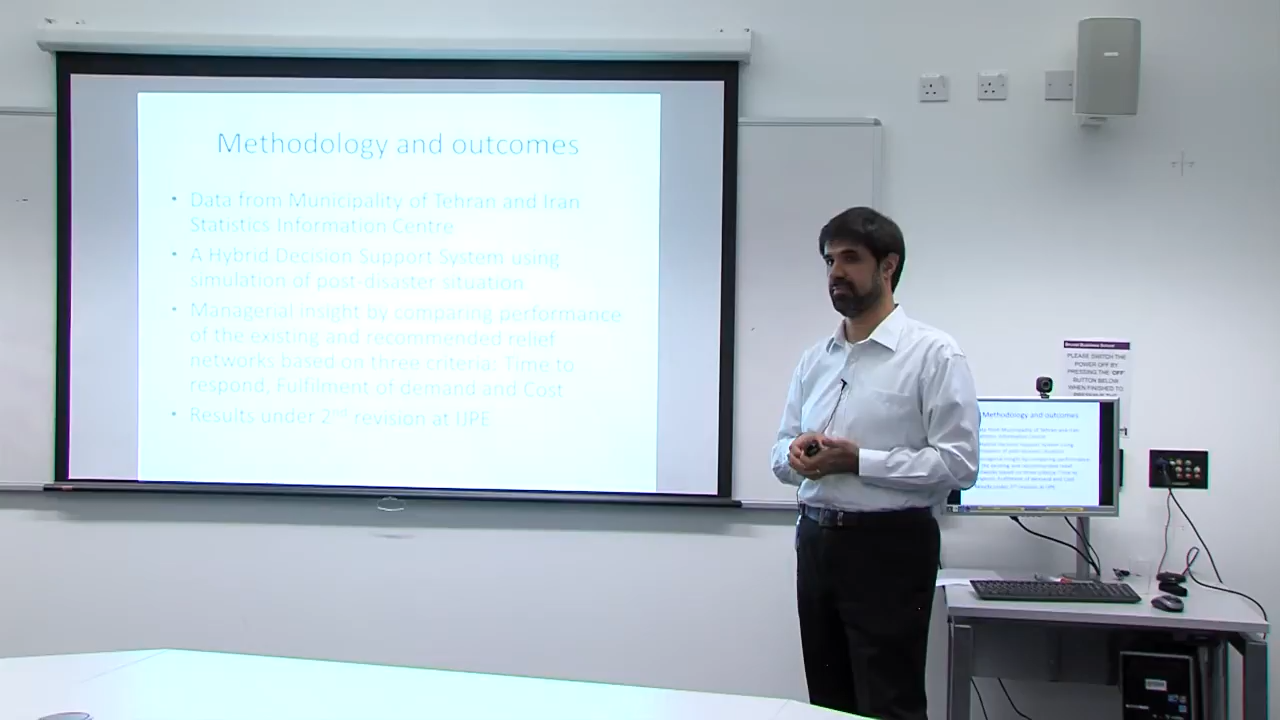 Methodology and outcomes
• Data from Municipality of Tehran and Iran
Statistics Information Centre
• A Hybrid Decision Support System using
simulation of post-disaster situation
• Managerial insight by comparing performance
of the existing and recommended relief
networks based on three criteria: Time to
respond, Fulfilment of demand and Cost
• Results under 2nd revision at IJPE
PLEASE SWITCH THE
POWER OFF BY
PRESSING THE 'OFF'
BUTTON BELOW
WHEN FINISHED TO
Methodology and outcomes